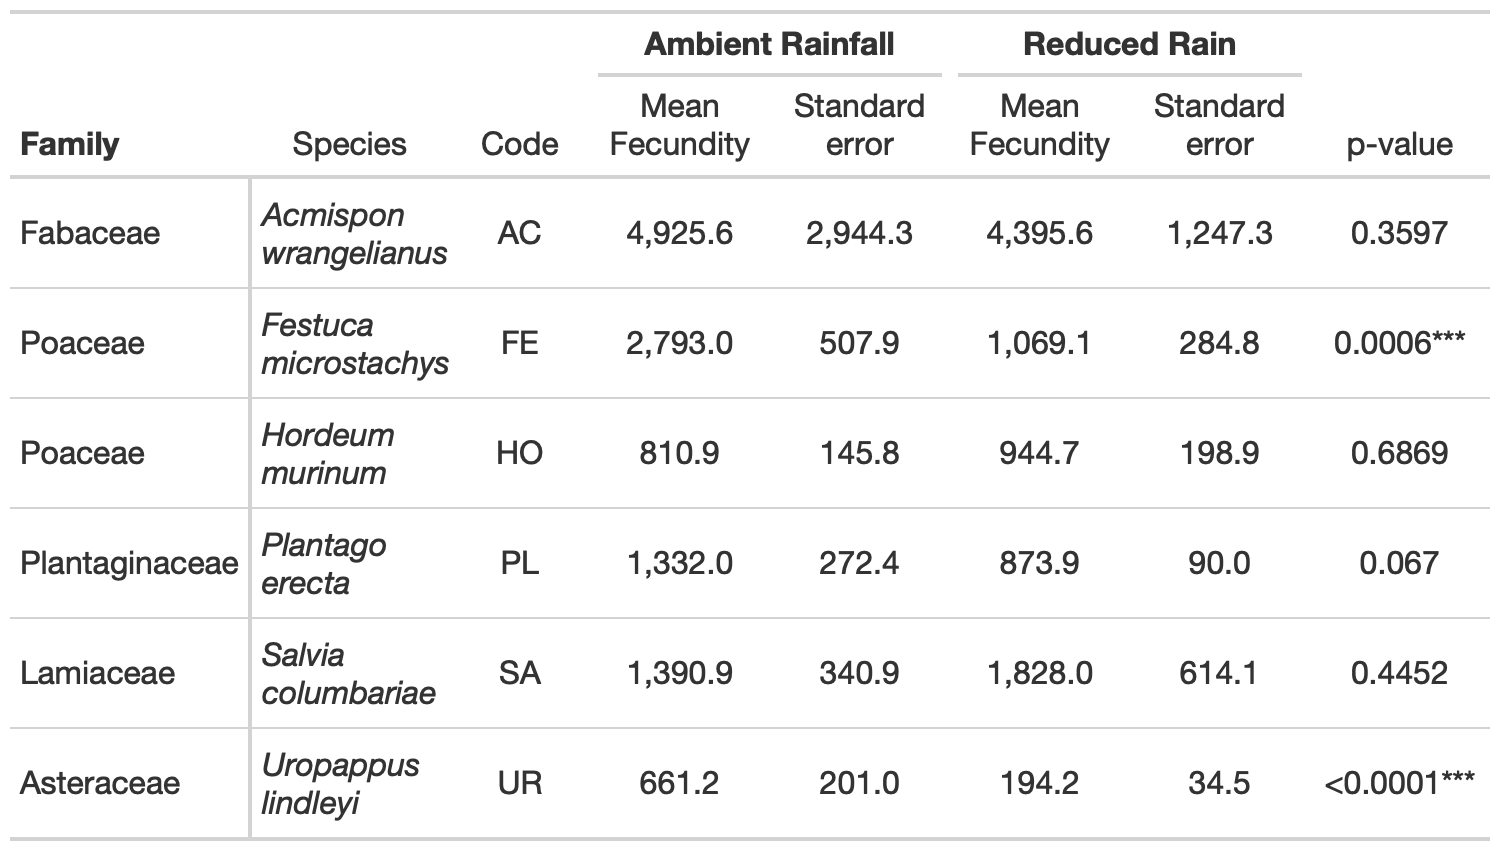 Ambient Rainfall Reduced Rain
Mean Standard Mean Standard
Family Species Code Fecundity error Fecundity error p-value
Acmispon
Fabaceae AC 4,925.6 2,944.3 4,395.6 1,247.3 0.3597
wrangelianus
Festuca
Poaceae FE 2,793.0 507.9 1,069.1 284.8 0.0006***
microstachys
Hordeum
Poaceae HO 810.9 145.8 944.7 198.9 0.6869
murinum
Plantago
Plantaginaceae PL 1,332.0 272.4 873.9 90.0 0.067
erecta
Salvia
Lamiaceae SA 1,390.9 340.9 1,828.0 614.1 0.4452
columbariae
Uropappus
Asteraceae UR 661.2 201.0 194.2 34.5 <0.0001***
lindleyi